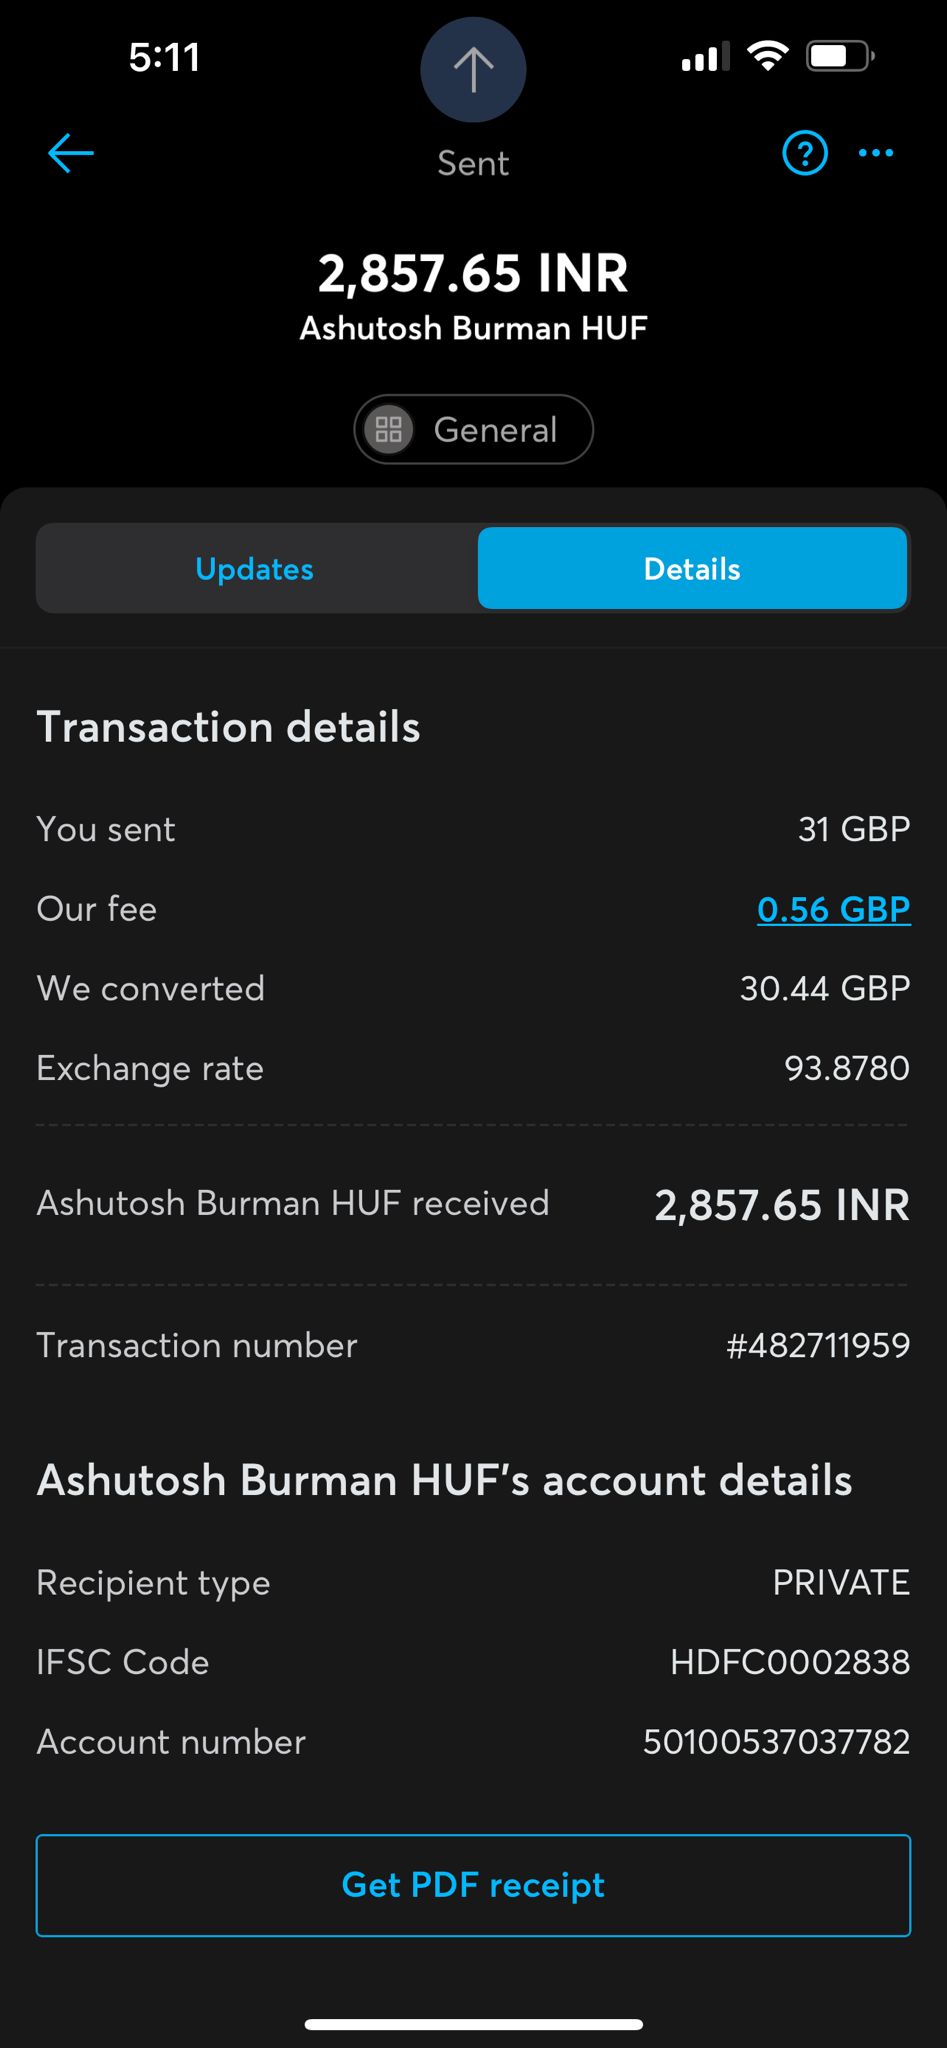 5:11
Sent
2,857.65 INR
Ashutosh Burman HUF
General
Updates
Details
Transaction details
You sent 31 GBP
Our fee 0.56 GBP
We converted 30.44 GBP
Exchange rate 93.8780
Ashutosh Burman HUF received 2,857.65 INR
Transaction number #482711959
Ashutosh Burman HUF's account details
Recipient type PRIVATE
IFSC Code HDFC0002838
Account number 50100537037782
Get PDF receipt